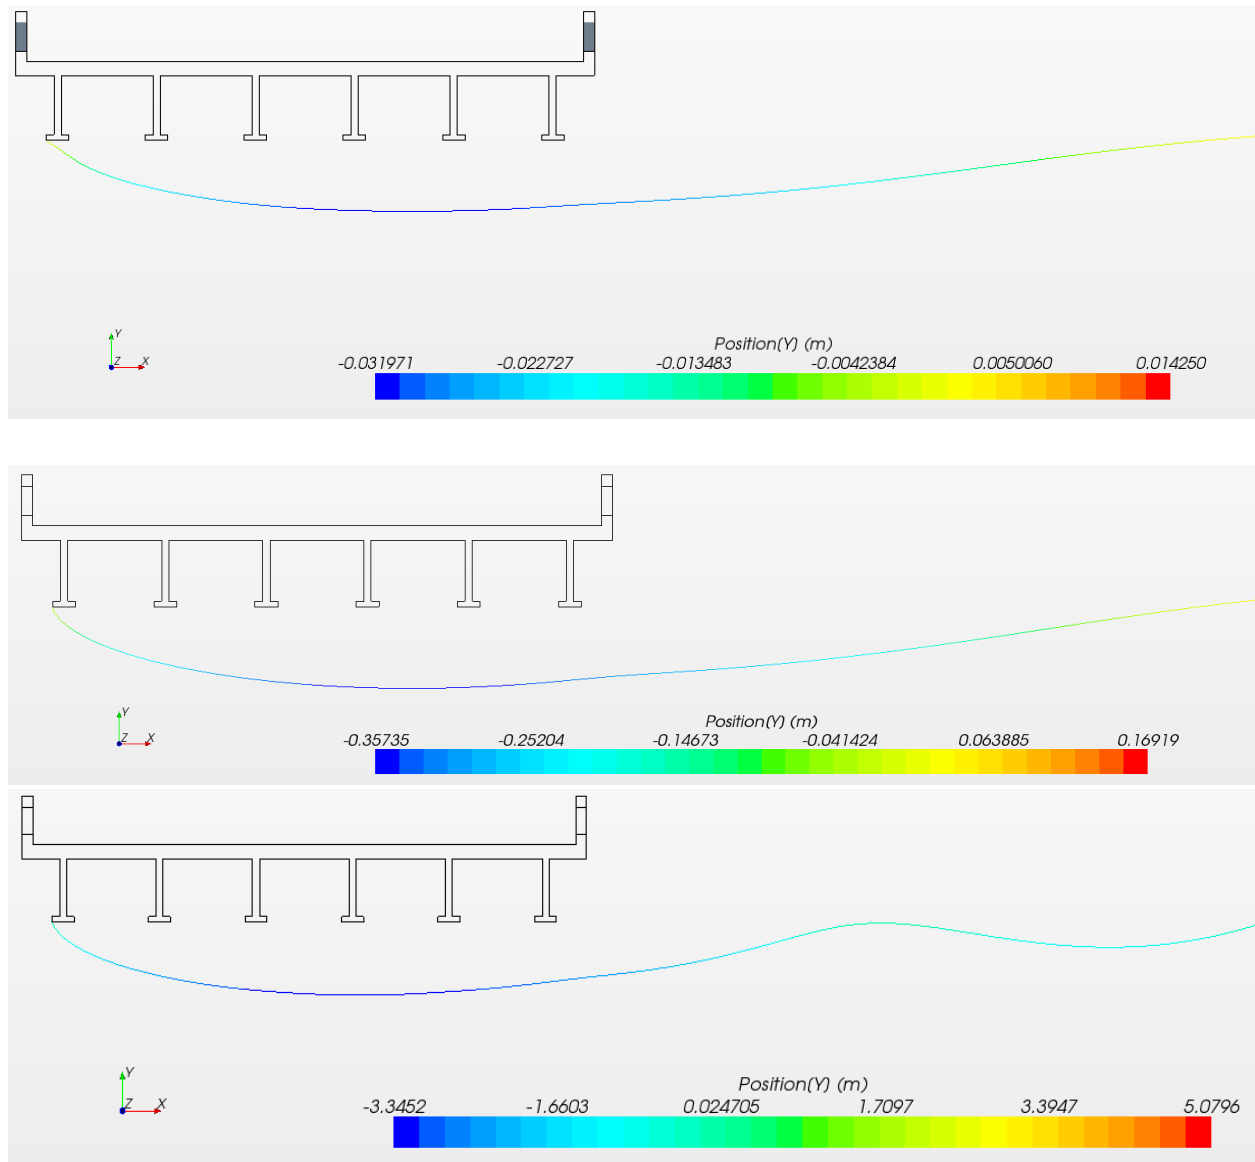 Y
Z X
Position(Y) (m)
-0.031971 -0.022727 -0.013483 -0.0042384 0.0050060 0.014250
Y
Z X
Position(Y) (m)
-0.35735 -0.25204 -0.14673 -0.041424 0.063885 0.16919
Y
Z X
Position(Y) (m)
-3.3452 -1.6603 0.024705 1.7097 3.3947 5.0796